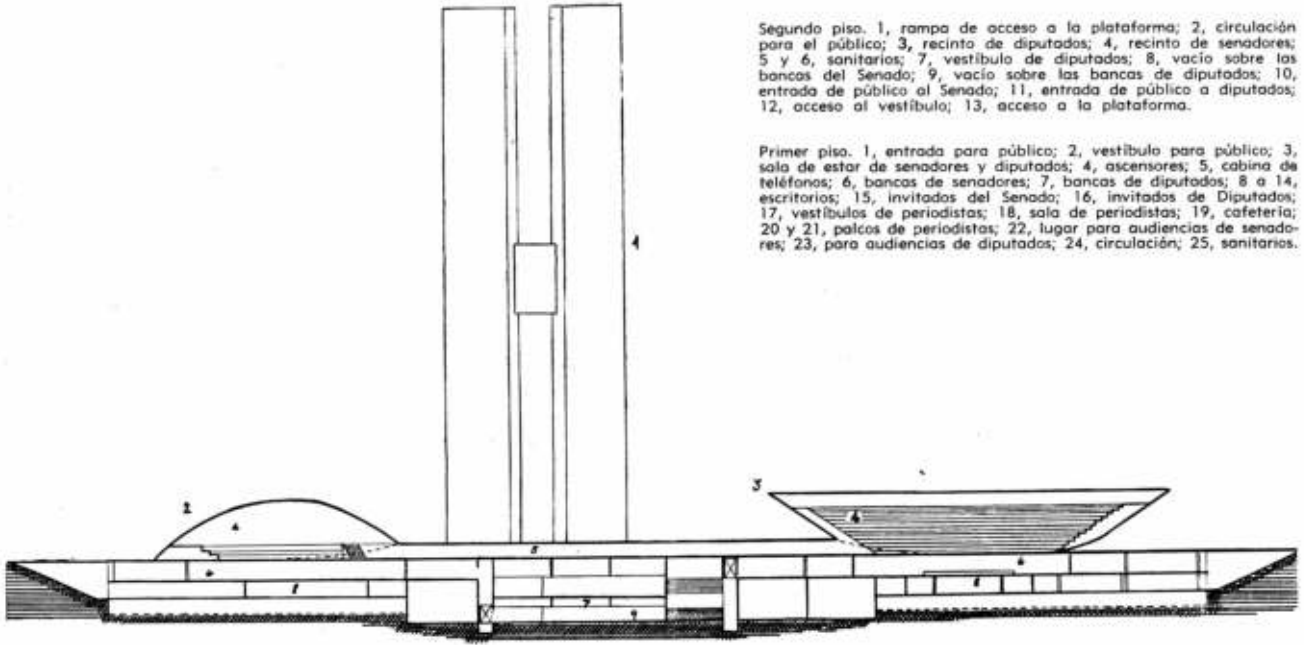 Segundo piso. 1, rampa de acceso a la plataforma; 2, circulación
para el público; 3, recinto de diputados; 4, recinto de senadores;
5 y 6, sanitarios; 7, vestíbulo de diputados; 8, vacío sobre las
bancas del Senado; 9, vacío sobre las bancas de diputados; 10,
entrada de público al Senado; 11, entrada de público a diputados;
12, acceso al vestíbulo; 13, acceso a la plataforma.
Primer piso. 1, entrada para público; 2, vestíbulo para público; 3,
sala de estar de senadores y diputados; 4, ascensores; 5, cabina de
teléfonos; 6, bancas de senadores; 7, bancas de diputados; 8 a 14,
escritorios; 15, invitados del Senado; 16, invitados de Diputados;
17, vestíbulos de periodistas; 18, sala de periodistas; 19, cafetería;
20 y 21, palcos de periodistas; 22, lugar para audiencias de senado-
res; 23, para audiencias de diputados; 24, circulación; 25, sanitarios.
1
2
3
4
5
7
9